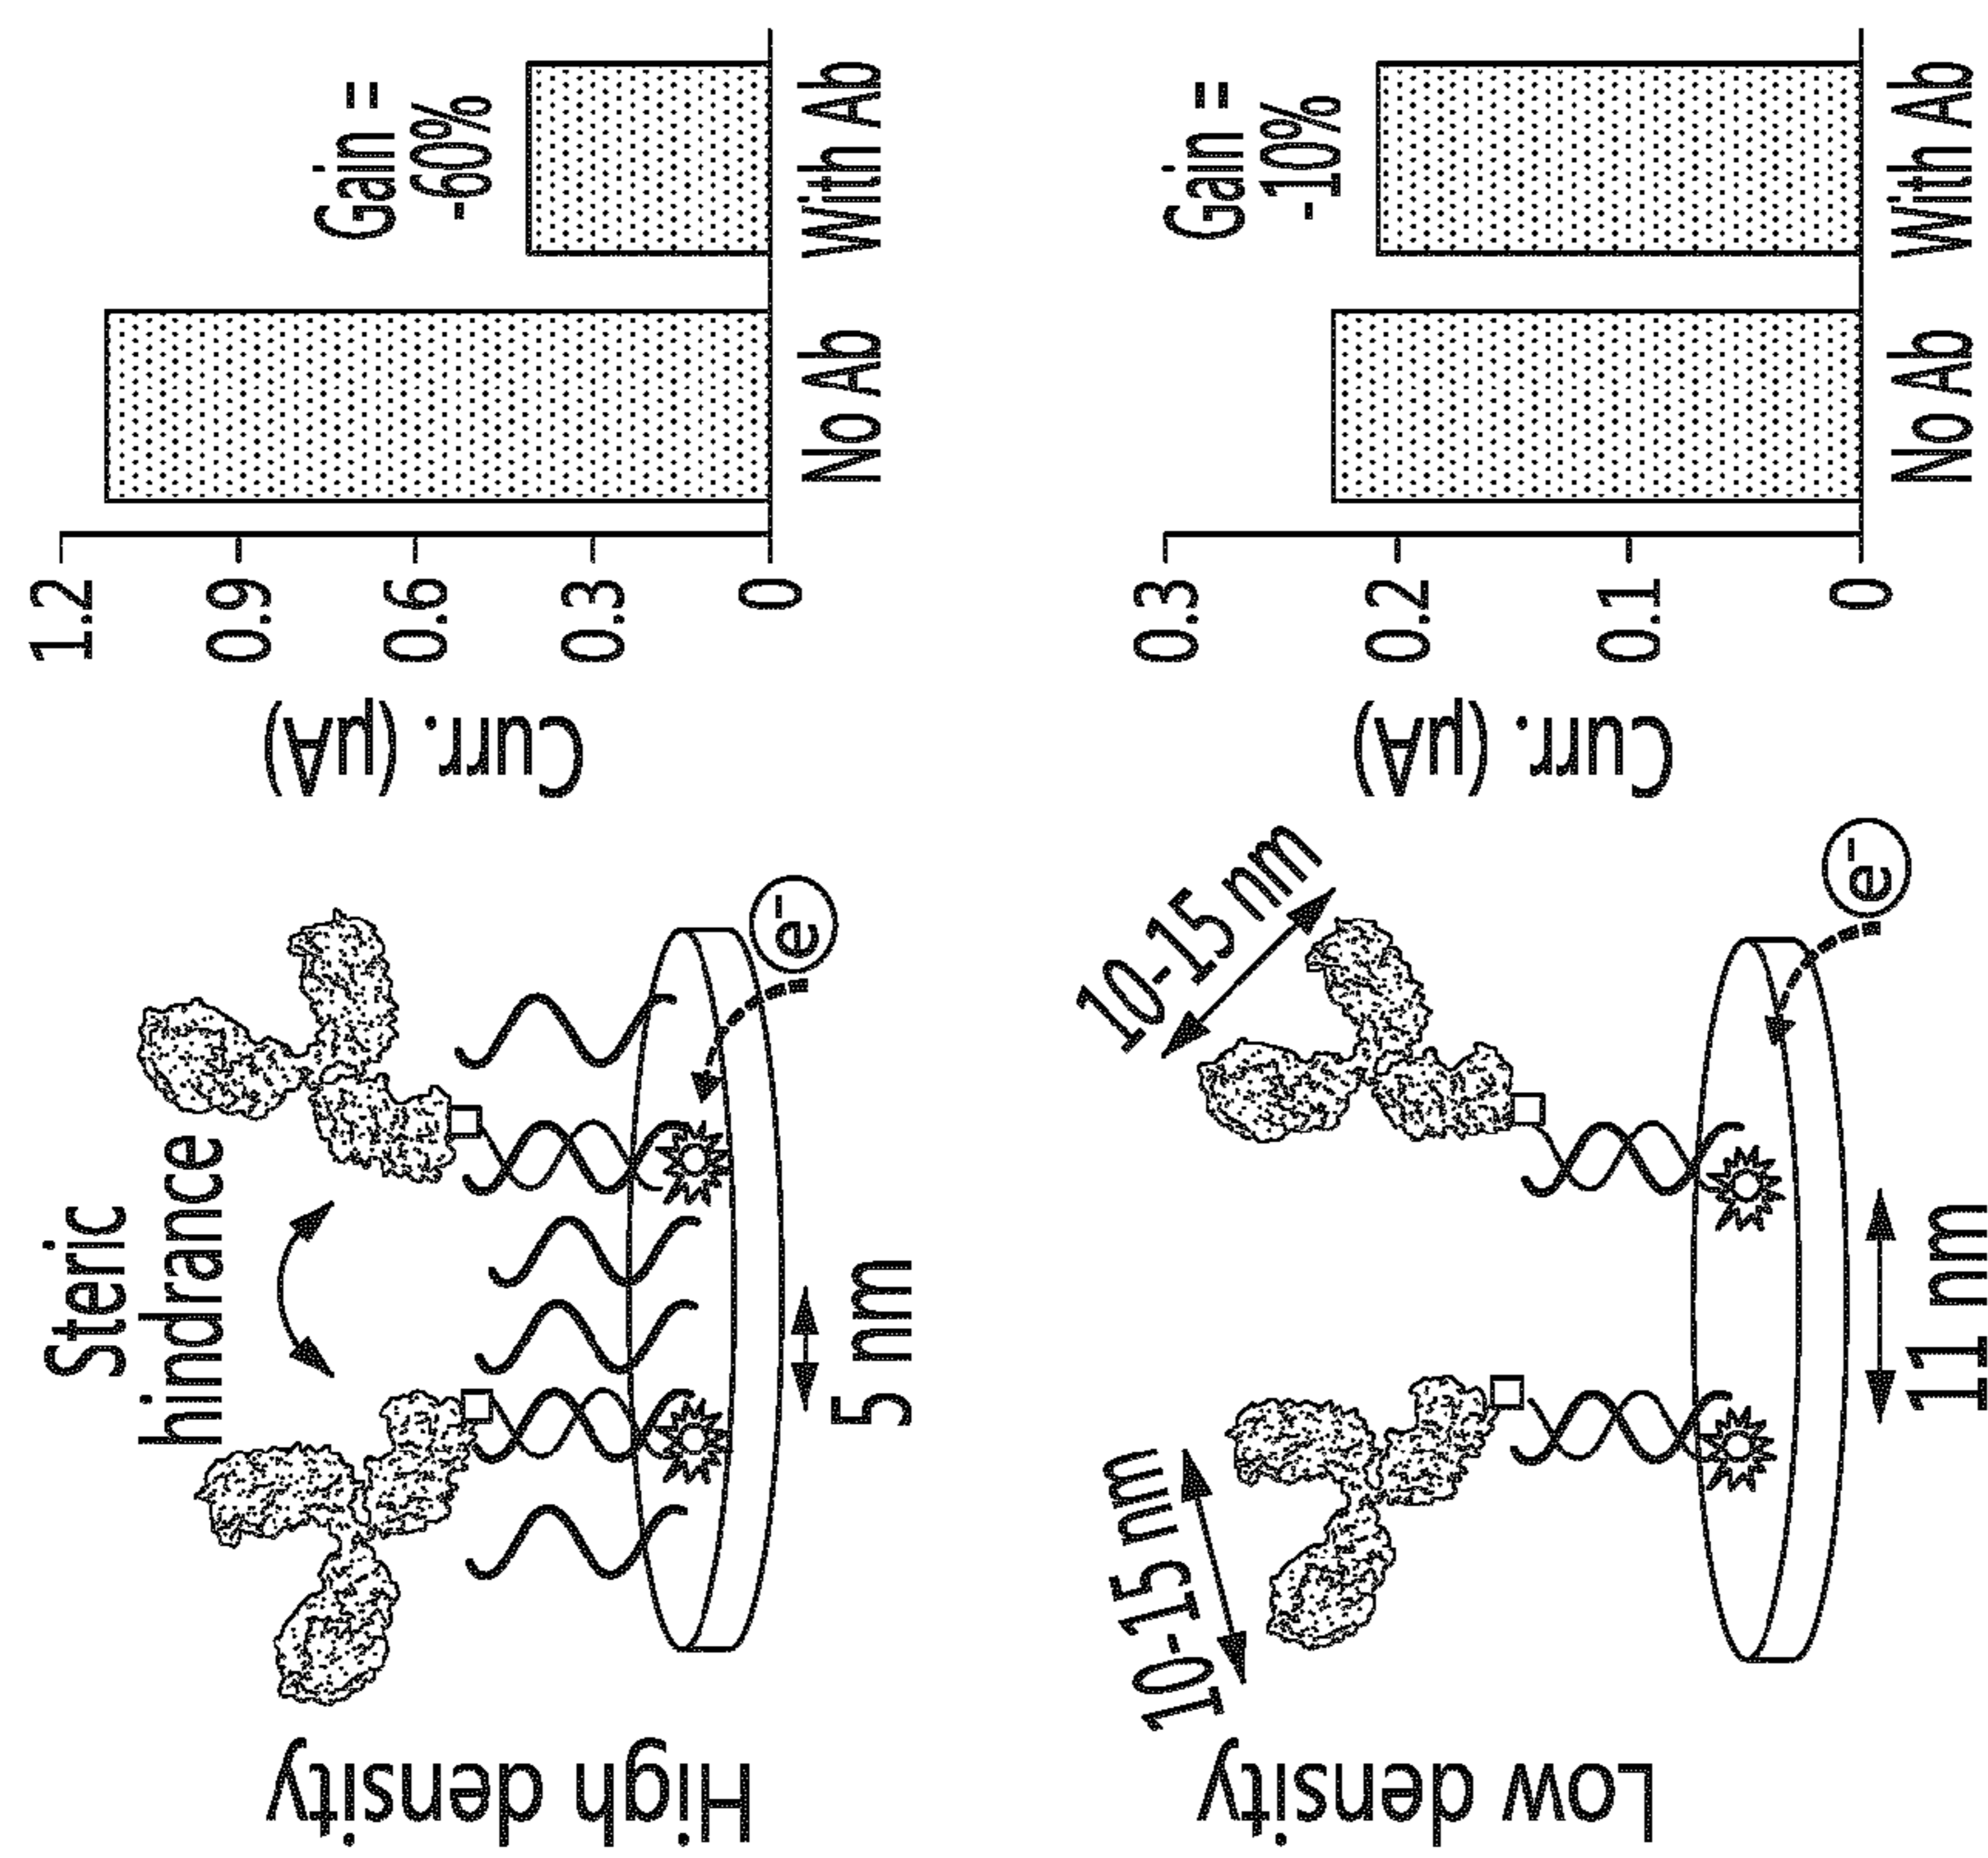 High density
Steric
hindrance
5 nm
e⁻
Curr. (µA)
1.2
0.9
0.6
0.3
0
Gain =
-60%
No Ab
With Ab
Low density
10-15 nm
10-15 nm
11 nm
e⁻
Curr. (µA)
0.3
0.2
0.1
0
Gain =
-10%
No Ab
With Ab